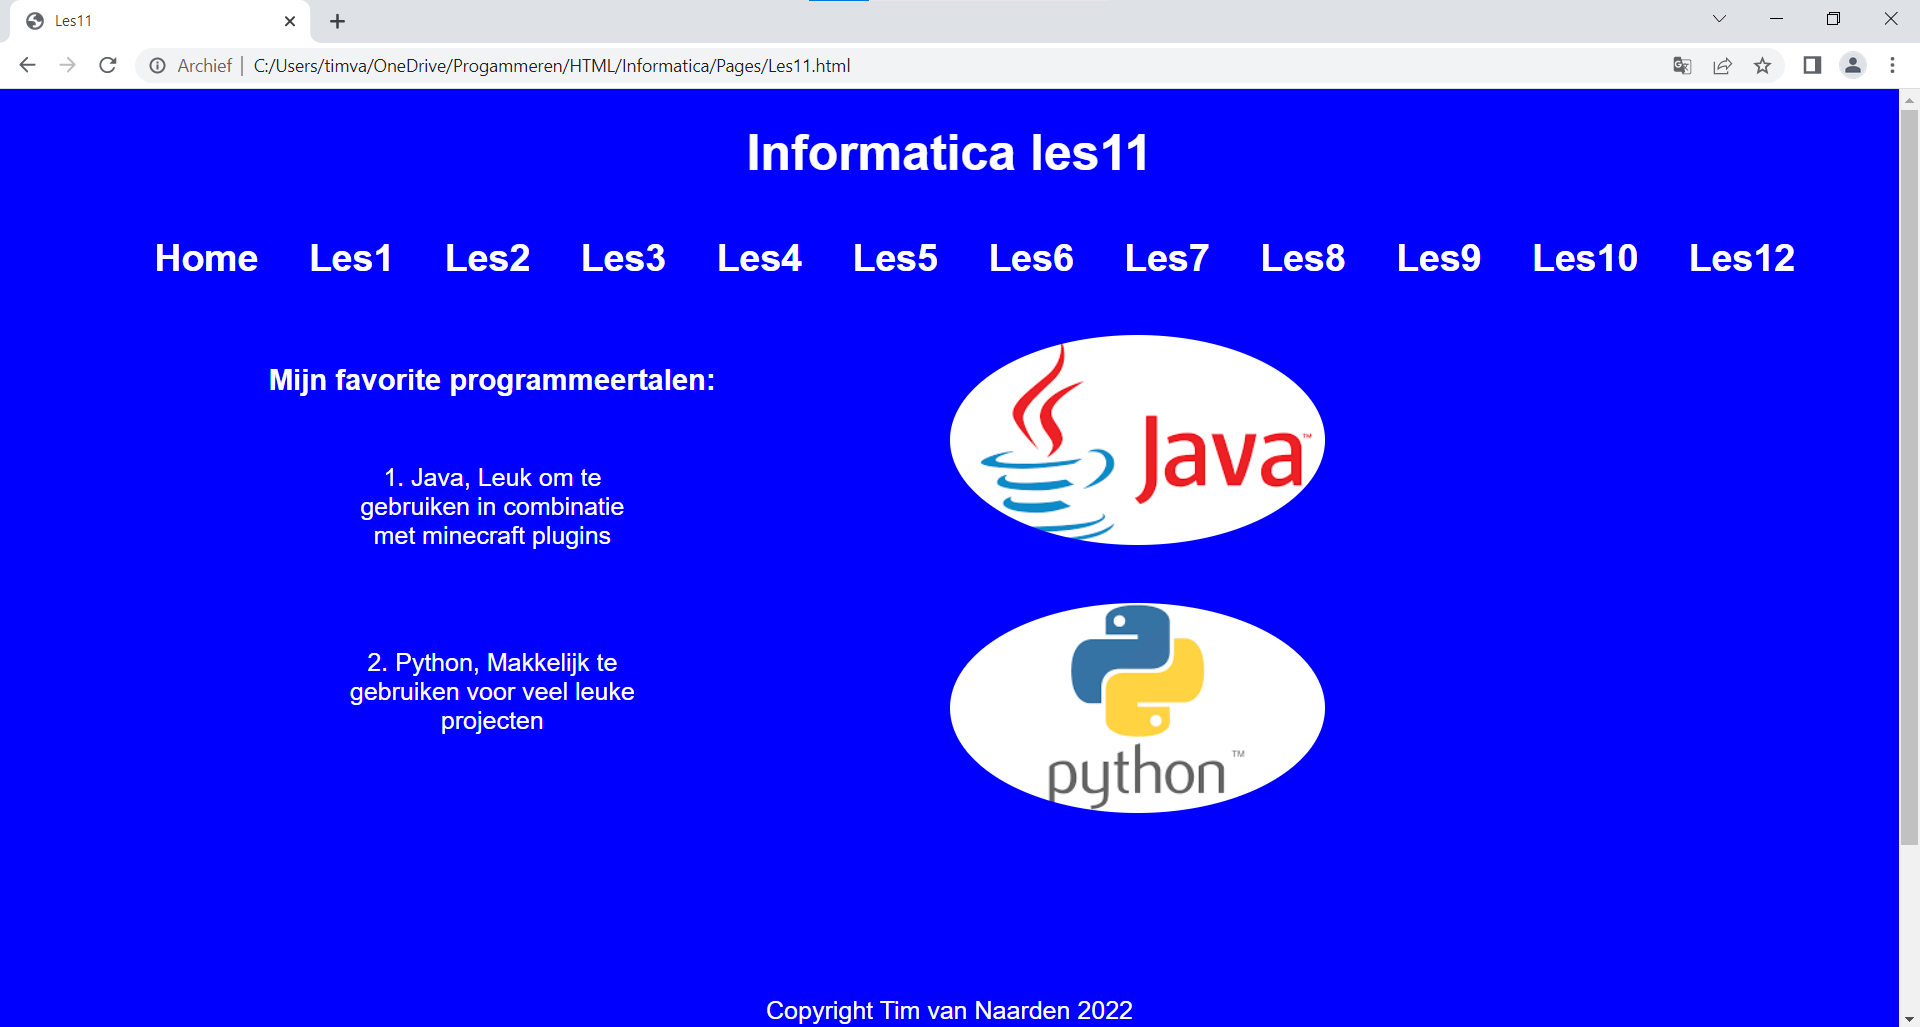 Les11
Archief | C:/Users/timva/OneDrive/Progammeren/HTML/Informatica/Pages/Les11.html
Informatica les11
Home Les1 Les2 Les3 Les4 Les5 Les6 Les7 Les8 Les9 Les10 Les12
Mijn favorite programmeertalen:
1. Java, Leuk om te
gebruiken in combinatie
met minecraft plugins
Java™
2. Python, Makkelijk te
gebruiken voor veel leuke
projecten
python™
Copyright Tim van Naarden 2022